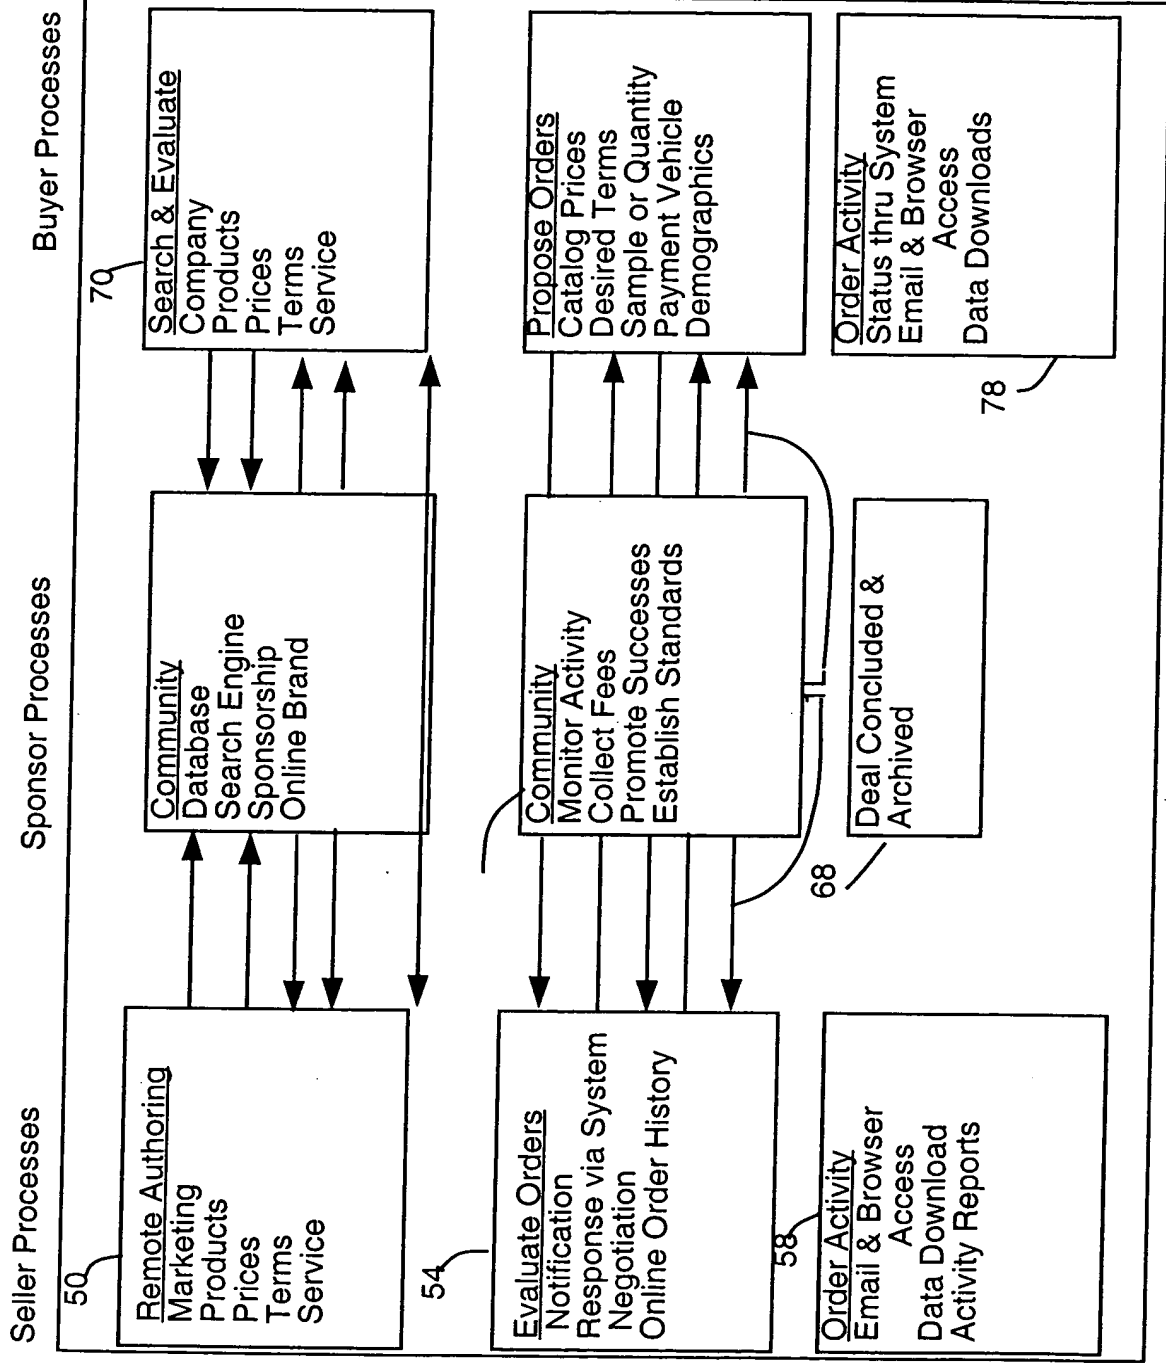 Seller Processes
Sponsor Processes
Buyer Processes
50
Remote Authoring
Marketing
Products
Prices
Terms
Service
Community
Database
Search Engine
Sponsorship
Online Brand
70
Search & Evaluate
Company
Products
Prices
Terms
Service
54
Evaluate Orders
Notification
Response via System
Negotiation
Online Order History
Community
Monitor Activity
Collect Fees
Promote Successes
Establish Standards
Propose Orders
Catalog Prices
Desired Terms
Sample or Quantity
Payment Vehicle
Demographics
58
Order Activity
Email & Browser
Access
Data Download
Activity Reports
68
Deal Concluded &
Archived
78
Order Activity
Status thru System
Email & Browser
Access
Data Downloads